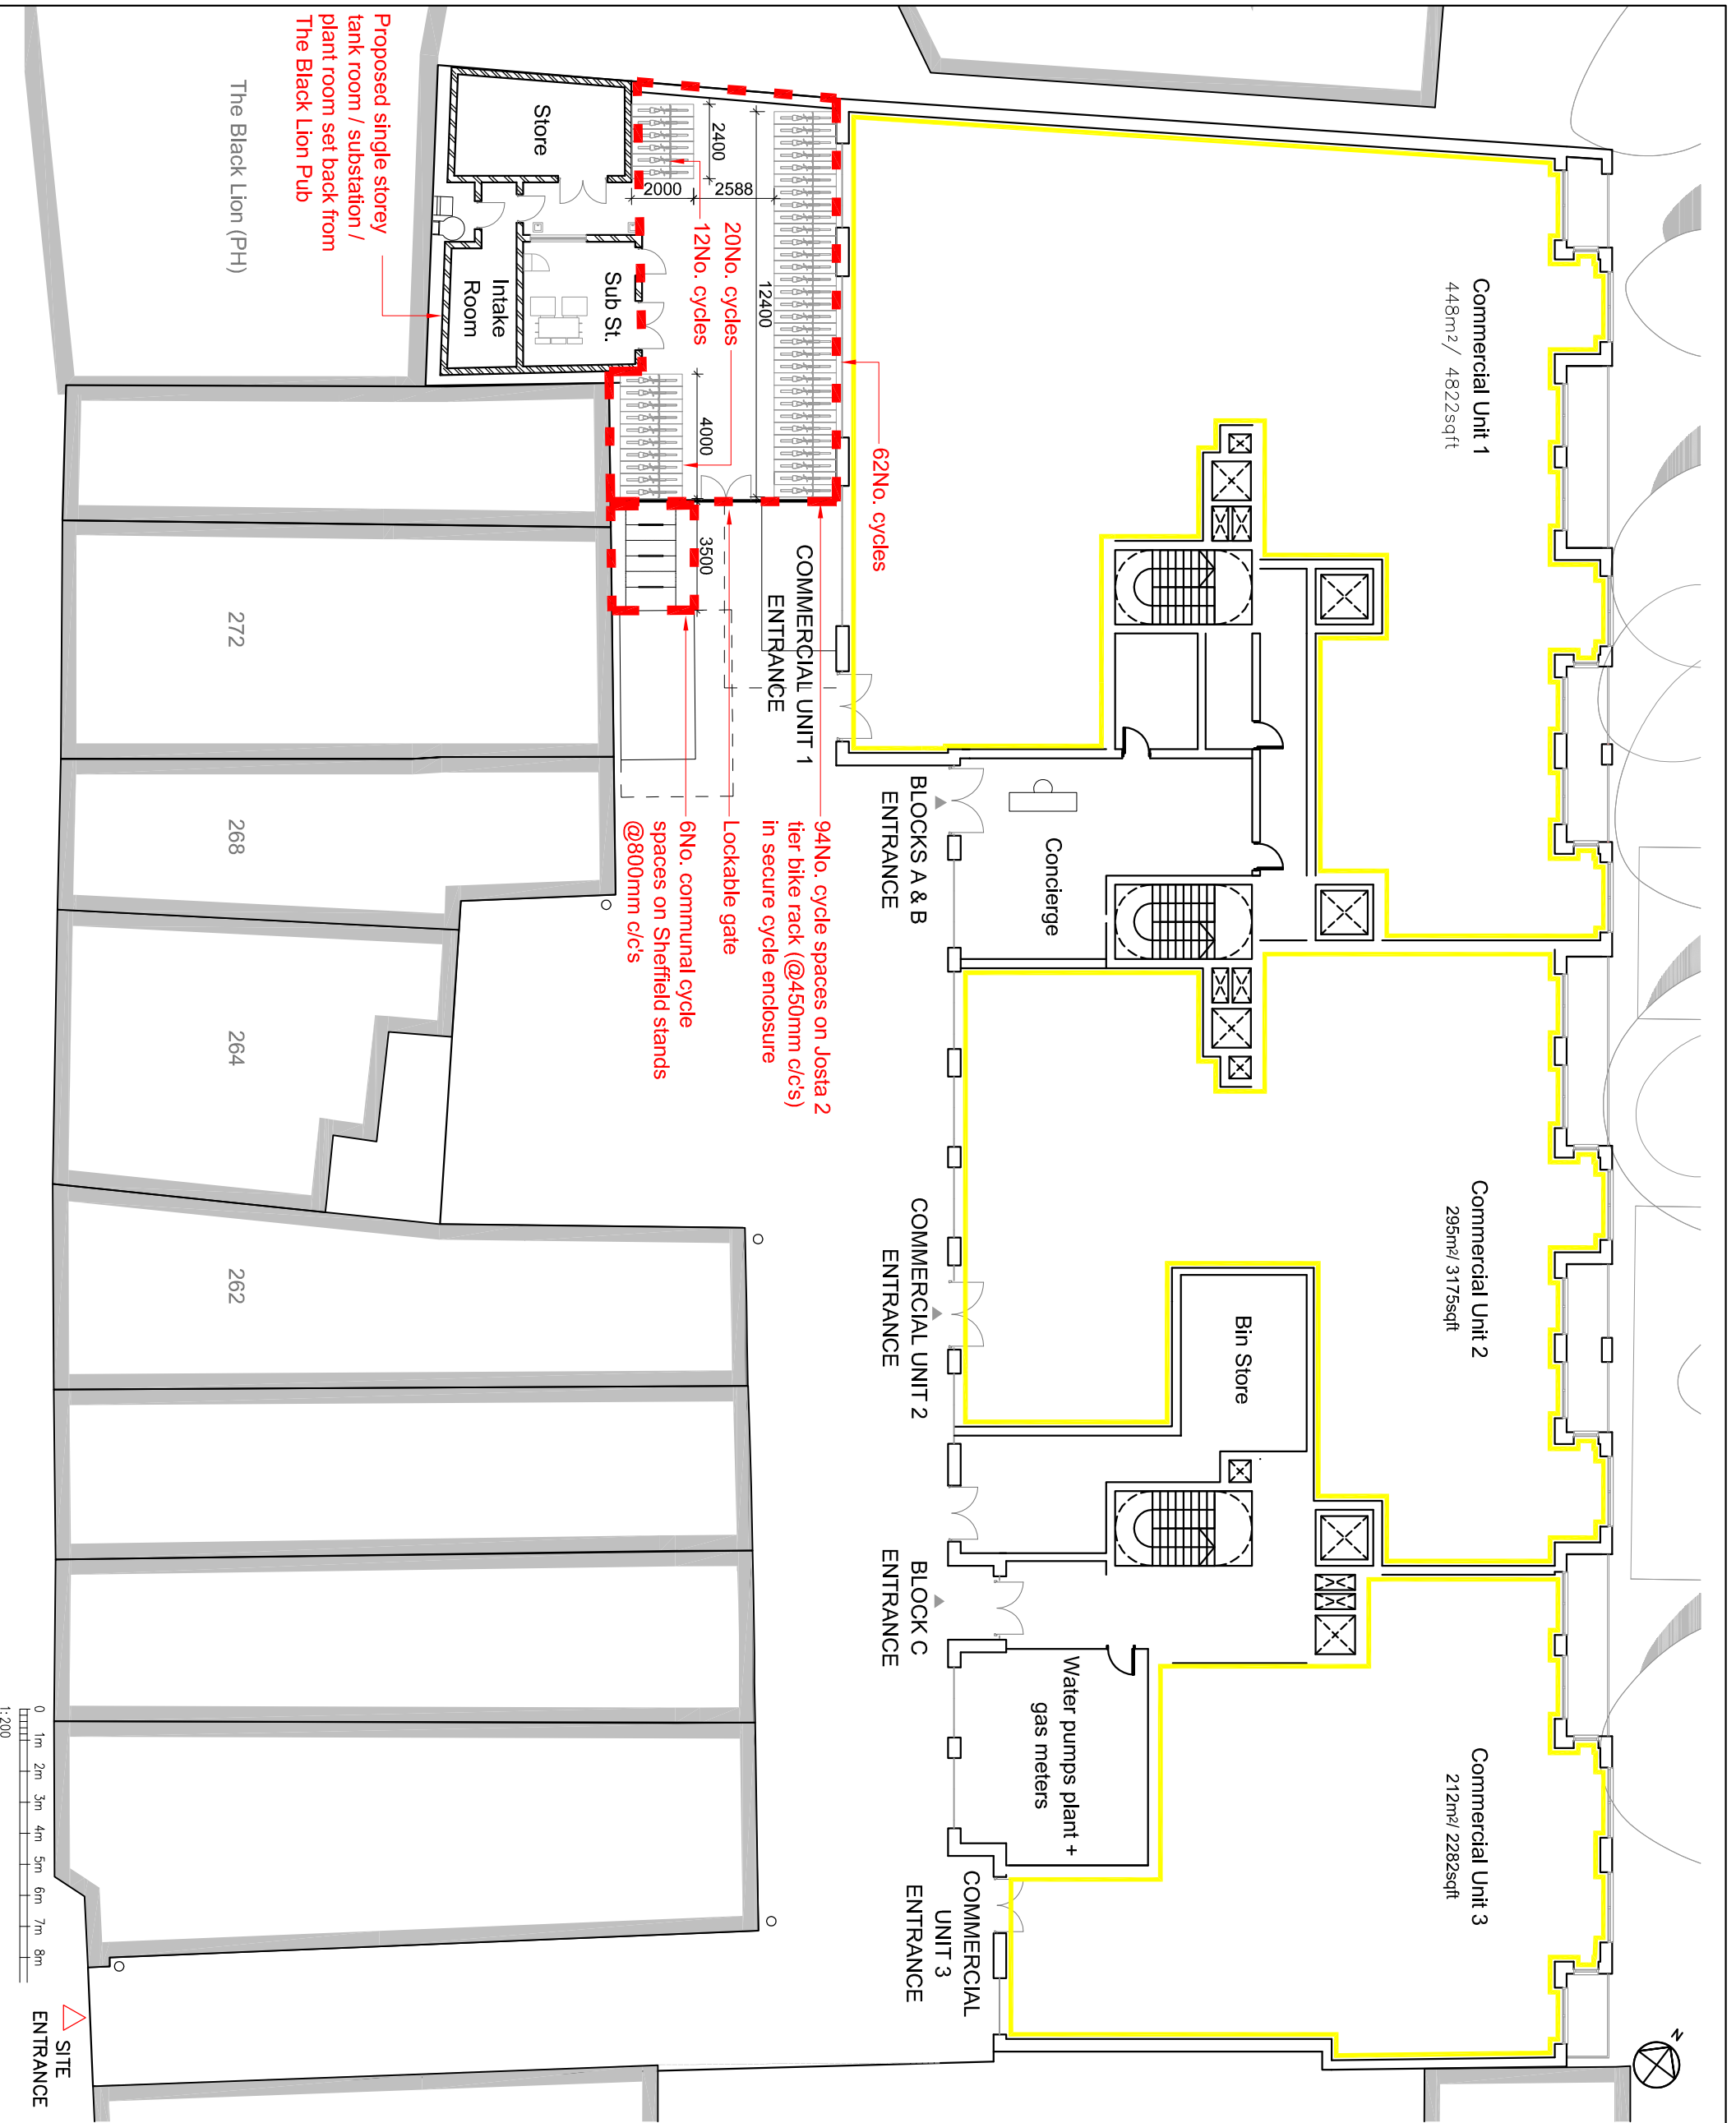 Commercial Unit 1
448m² / 4822sqft
Commercial Unit 2
295m²/ 3175sqft
Commercial Unit 3
212m²/ 2282sqft
N
Bin Store
Concierge
Water pumps plant +
gas meters
BLOCKS A & B
ENTRANCE
COMMERCIAL UNIT 2
ENTRANCE
BLOCK C
ENTRANCE
COMMERCIAL
UNIT 3
ENTRANCE
62No. cycles
COMMERCIAL UNIT 1
ENTRANCE
94No. cycle spaces on Josta 2
tier bike rack (@450mm c/c's)
in secure cycle enclosure
Lockable gate
6No. communal cycle
spaces on Sheffield stands
@800mm c/c's
20No. cycles
12No. cycles
12400
2400
2588
2000
4000
3500
Store
Sub St.
Intake
Room
Proposed single storey
tank room / substation /
plant room set back from
The Black Lion Pub
The Black Lion (PH)
272
268
264
262
0 1m 2m 3m 4m 5m 6m 7m 8m
1:200
SITE
ENTRANCE